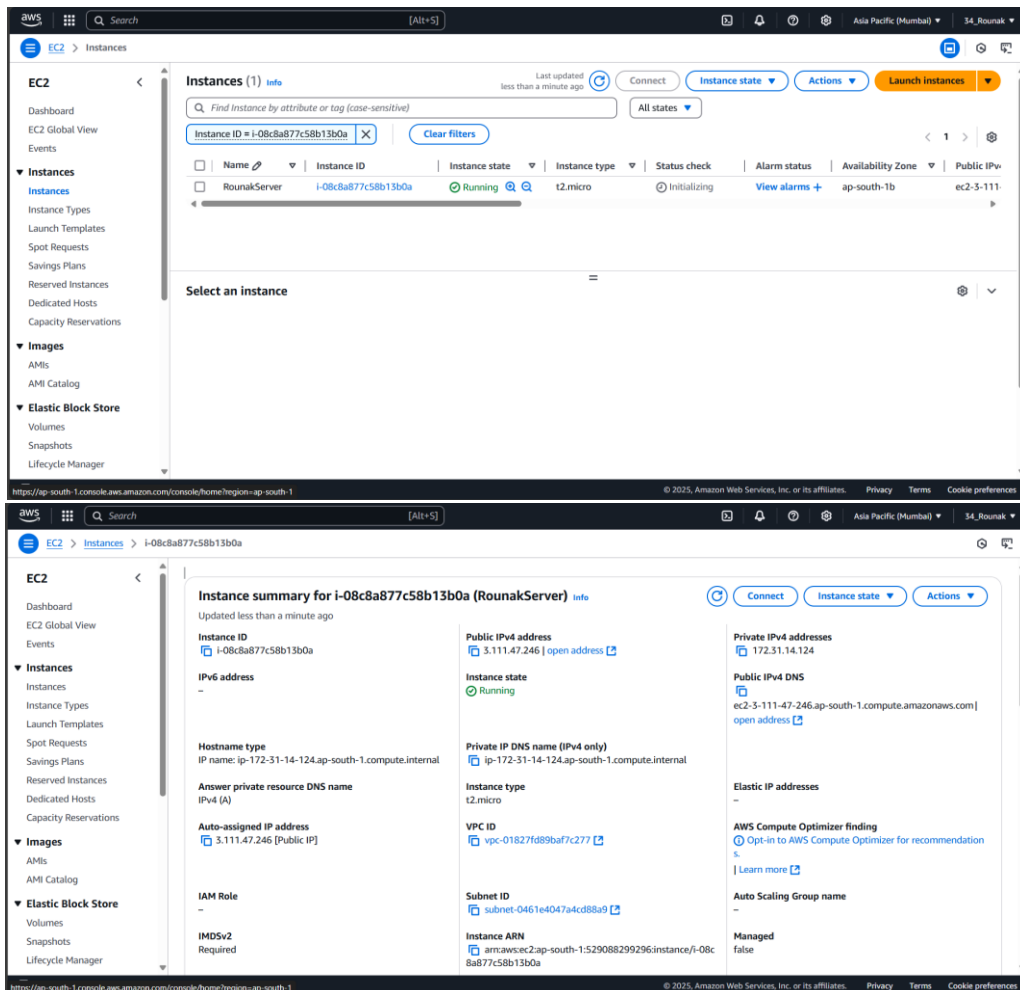 aws
Search
[Alt+S]
Asia Pacific (Mumbai) ▼
34_Rounak ▼
EC2 > Instances
EC2
Dashboard
EC2 Global View
Events
▼ Instances
Instances
Instance Types
Launch Templates
Spot Requests
Savings Plans
Reserved Instances
Dedicated Hosts
Capacity Reservations
▼ Images
AMIs
AMI Catalog
▼ Elastic Block Store
Volumes
Snapshots
Lifecycle Manager
Instances (1) Info
Last updated
less than a minute ago
Connect
Instance state ▼
Actions ▼
Launch instances ▼
Find Instance by attribute or tag (case-sensitive)
All states ▼
Instance ID = i-08c8a877c58b13b0a X
Clear filters
< 1 >
Name Instance ID Instance state Instance type Status check Alarm status Availability Zone Public IPv
RounakServer i-08c8a877c58b13b0a Running t2.micro Initializing View alarms + ap-south-1b ec2-3-111-
Select an instance
https://ap-south-1.console.aws.amazon.com/console/home?region=ap-south-1
© 2025, Amazon Web Services, Inc. or its affiliates. Privacy Terms Cookie preferences
aws
Search
[Alt+S]
Asia Pacific (Mumbai) ▼
34_Rounak ▼
EC2 > Instances > i-08c8a877c58b13b0a
EC2
Dashboard
EC2 Global View
Events
▼ Instances
Instances
Instance Types
Launch Templates
Spot Requests
Savings Plans
Reserved Instances
Dedicated Hosts
Capacity Reservations
▼ Images
AMIs
AMI Catalog
▼ Elastic Block Store
Volumes
Snapshots
Lifecycle Manager
Instance summary for i-08c8a877c58b13b0a (RounakServer) Info
Updated less than a minute ago
Connect
Instance state ▼
Actions ▼
Instance ID
i-08c8a877c58b13b0a
Public IPv4 address
3.111.47.246 | open address
Private IPv4 addresses
172.31.14.124
IPv6 address
–
Instance state
Running
Public IPv4 DNS
ec2-3-111-47-246.ap-south-1.compute.amazonaws.com |
open address
Hostname type
IP name: ip-172-31-14-124.ap-south-1.compute.internal
Private IP DNS name (IPv4 only)
ip-172-31-14-124.ap-south-1.compute.internal
Answer private resource DNS name
IPv4 (A)
Instance type
t2.micro
Elastic IP addresses
–
Auto-assigned IP address
3.111.47.246 [Public IP]
VPC ID
vpc-01827fd89baf7c277
AWS Compute Optimizer finding
Opt-in to AWS Compute Optimizer for recommendation
s.
| Learn more
IAM Role
–
Subnet ID
subnet-0461e4047a4cd88a9
Auto Scaling Group name
–
IMDSv2
Required
Instance ARN
arn:aws:ec2:ap-south-1:529088299296:instance/i-08c
8a877c58b13b0a
Managed
false
https://ap-south-1.console.aws.amazon.com/console/home?region=ap-south-1
© 2025, Amazon Web Services, Inc. or its affiliates. Privacy Terms Cookie preferences